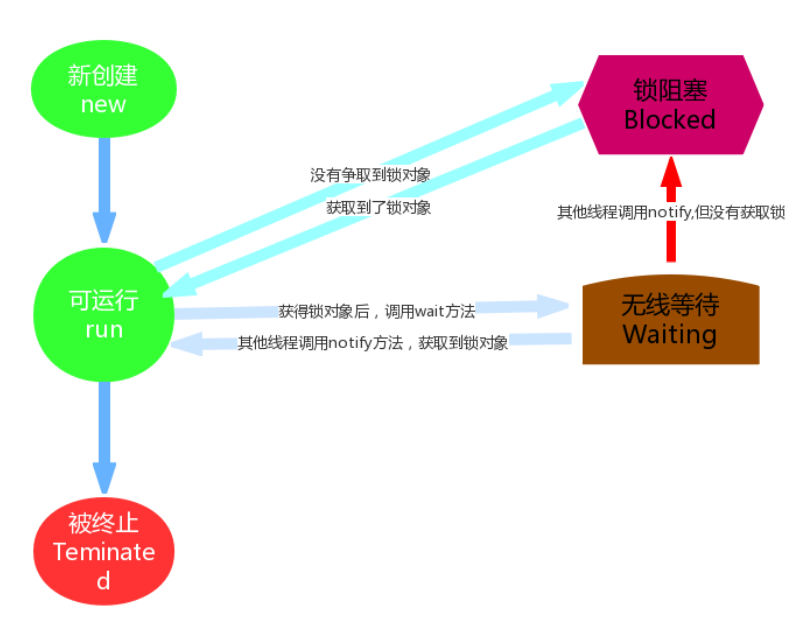 新创建
new
锁阻塞
Blocked
没有争取到锁对象
获取到了锁对象
其他线程调用notify,但没有获取锁
可运行
run
获得锁对象后，调用wait方法
其他线程调用notify方法，获取到锁对象
无线等待
Waiting
被终止
Teminate
d